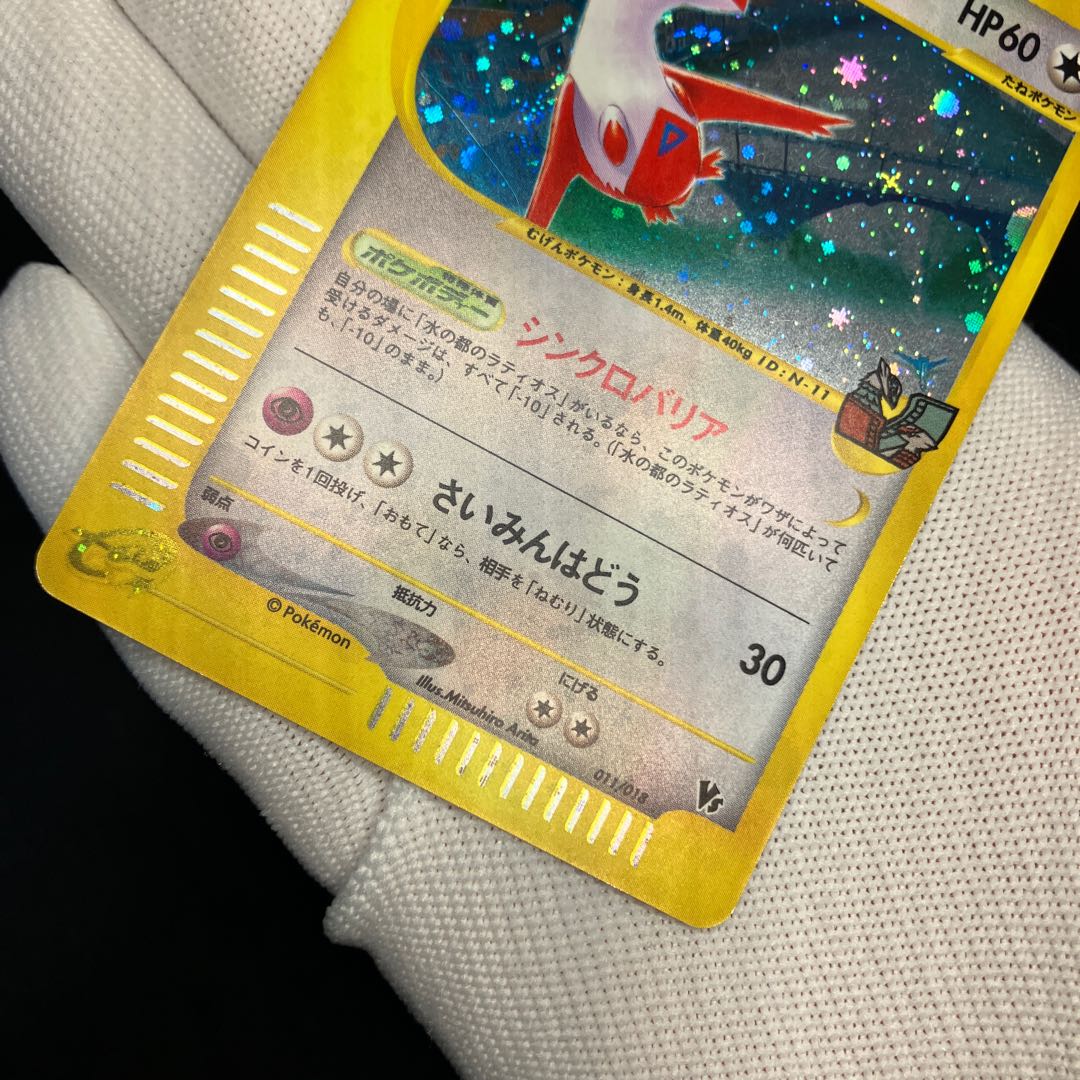 HP60
たねポケモン
むげんポケモン：身長1.4m、体重40kg ID：N-11
特殊能力
ポケボディー
シンクロバリア
自分の場に「水の都のラティオス」がいるなら、このポケモンがワザによって
受けるダメージは、すべて「-10」される。（「水の都のラティオス」が何匹いて
も、「-10」のまま。）
さいみんはどう
30
コインを1回投げ、「おもて」なら、相手を「ねむり」状態にする。
弱点
抵抗力
にげる
©Pokémon
Illus.Mitsuhiro Arita
011/018
VS